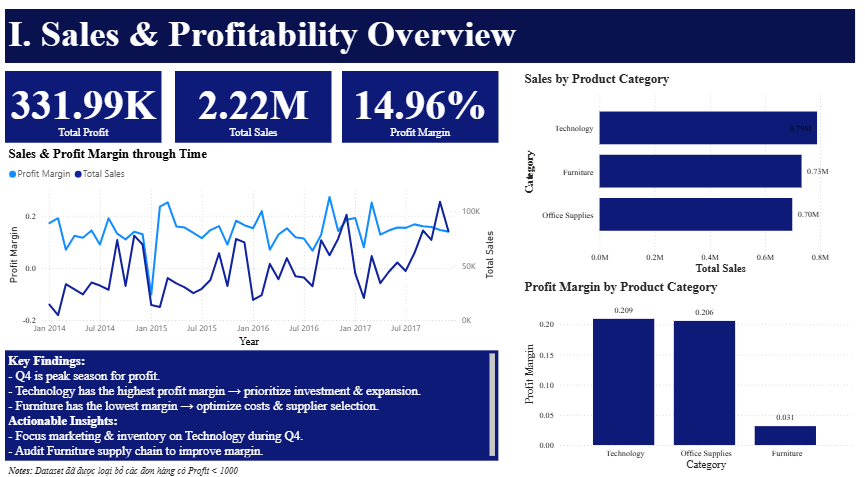 I. Sales & Profitability Overview
331.99K
Total Profit
2.22M
Total Sales
14.96%
Profit Margin
Sales & Profit Margin through Time
Profit Margin Total Sales
0.2
0.0
-0.2
Profit Margin
100K
50K
0K
Total Sales
Jan 2014 Jul 2014 Jan 2015 Jul 2015 Jan 2016 Jul 2016 Jan 2017 Jul 2017
Year
Key Findings:
- Q4 is peak season for profit.
- Technology has the highest profit margin → prioritize investment & expansion.
- Furniture has the lowest margin → optimize costs & supplier selection.
Actionable Insights:
- Focus marketing & inventory on Technology during Q4.
- Audit Furniture supply chain to improve margin.
Notes: Dataset đã được loại bỏ các đơn hàng có Profit < 1000
Sales by Product Category
Category
Technology 0.79M
Furniture 0.73M
Office Supplies 0.70M
0.0M 0.2M 0.4M 0.6M 0.8M
Total Sales
Profit Margin by Product Category
Profit Margin
0.20
0.15
0.10
0.05
0.00
0.209
0.206
0.031
Technology Office Supplies Furniture
Category